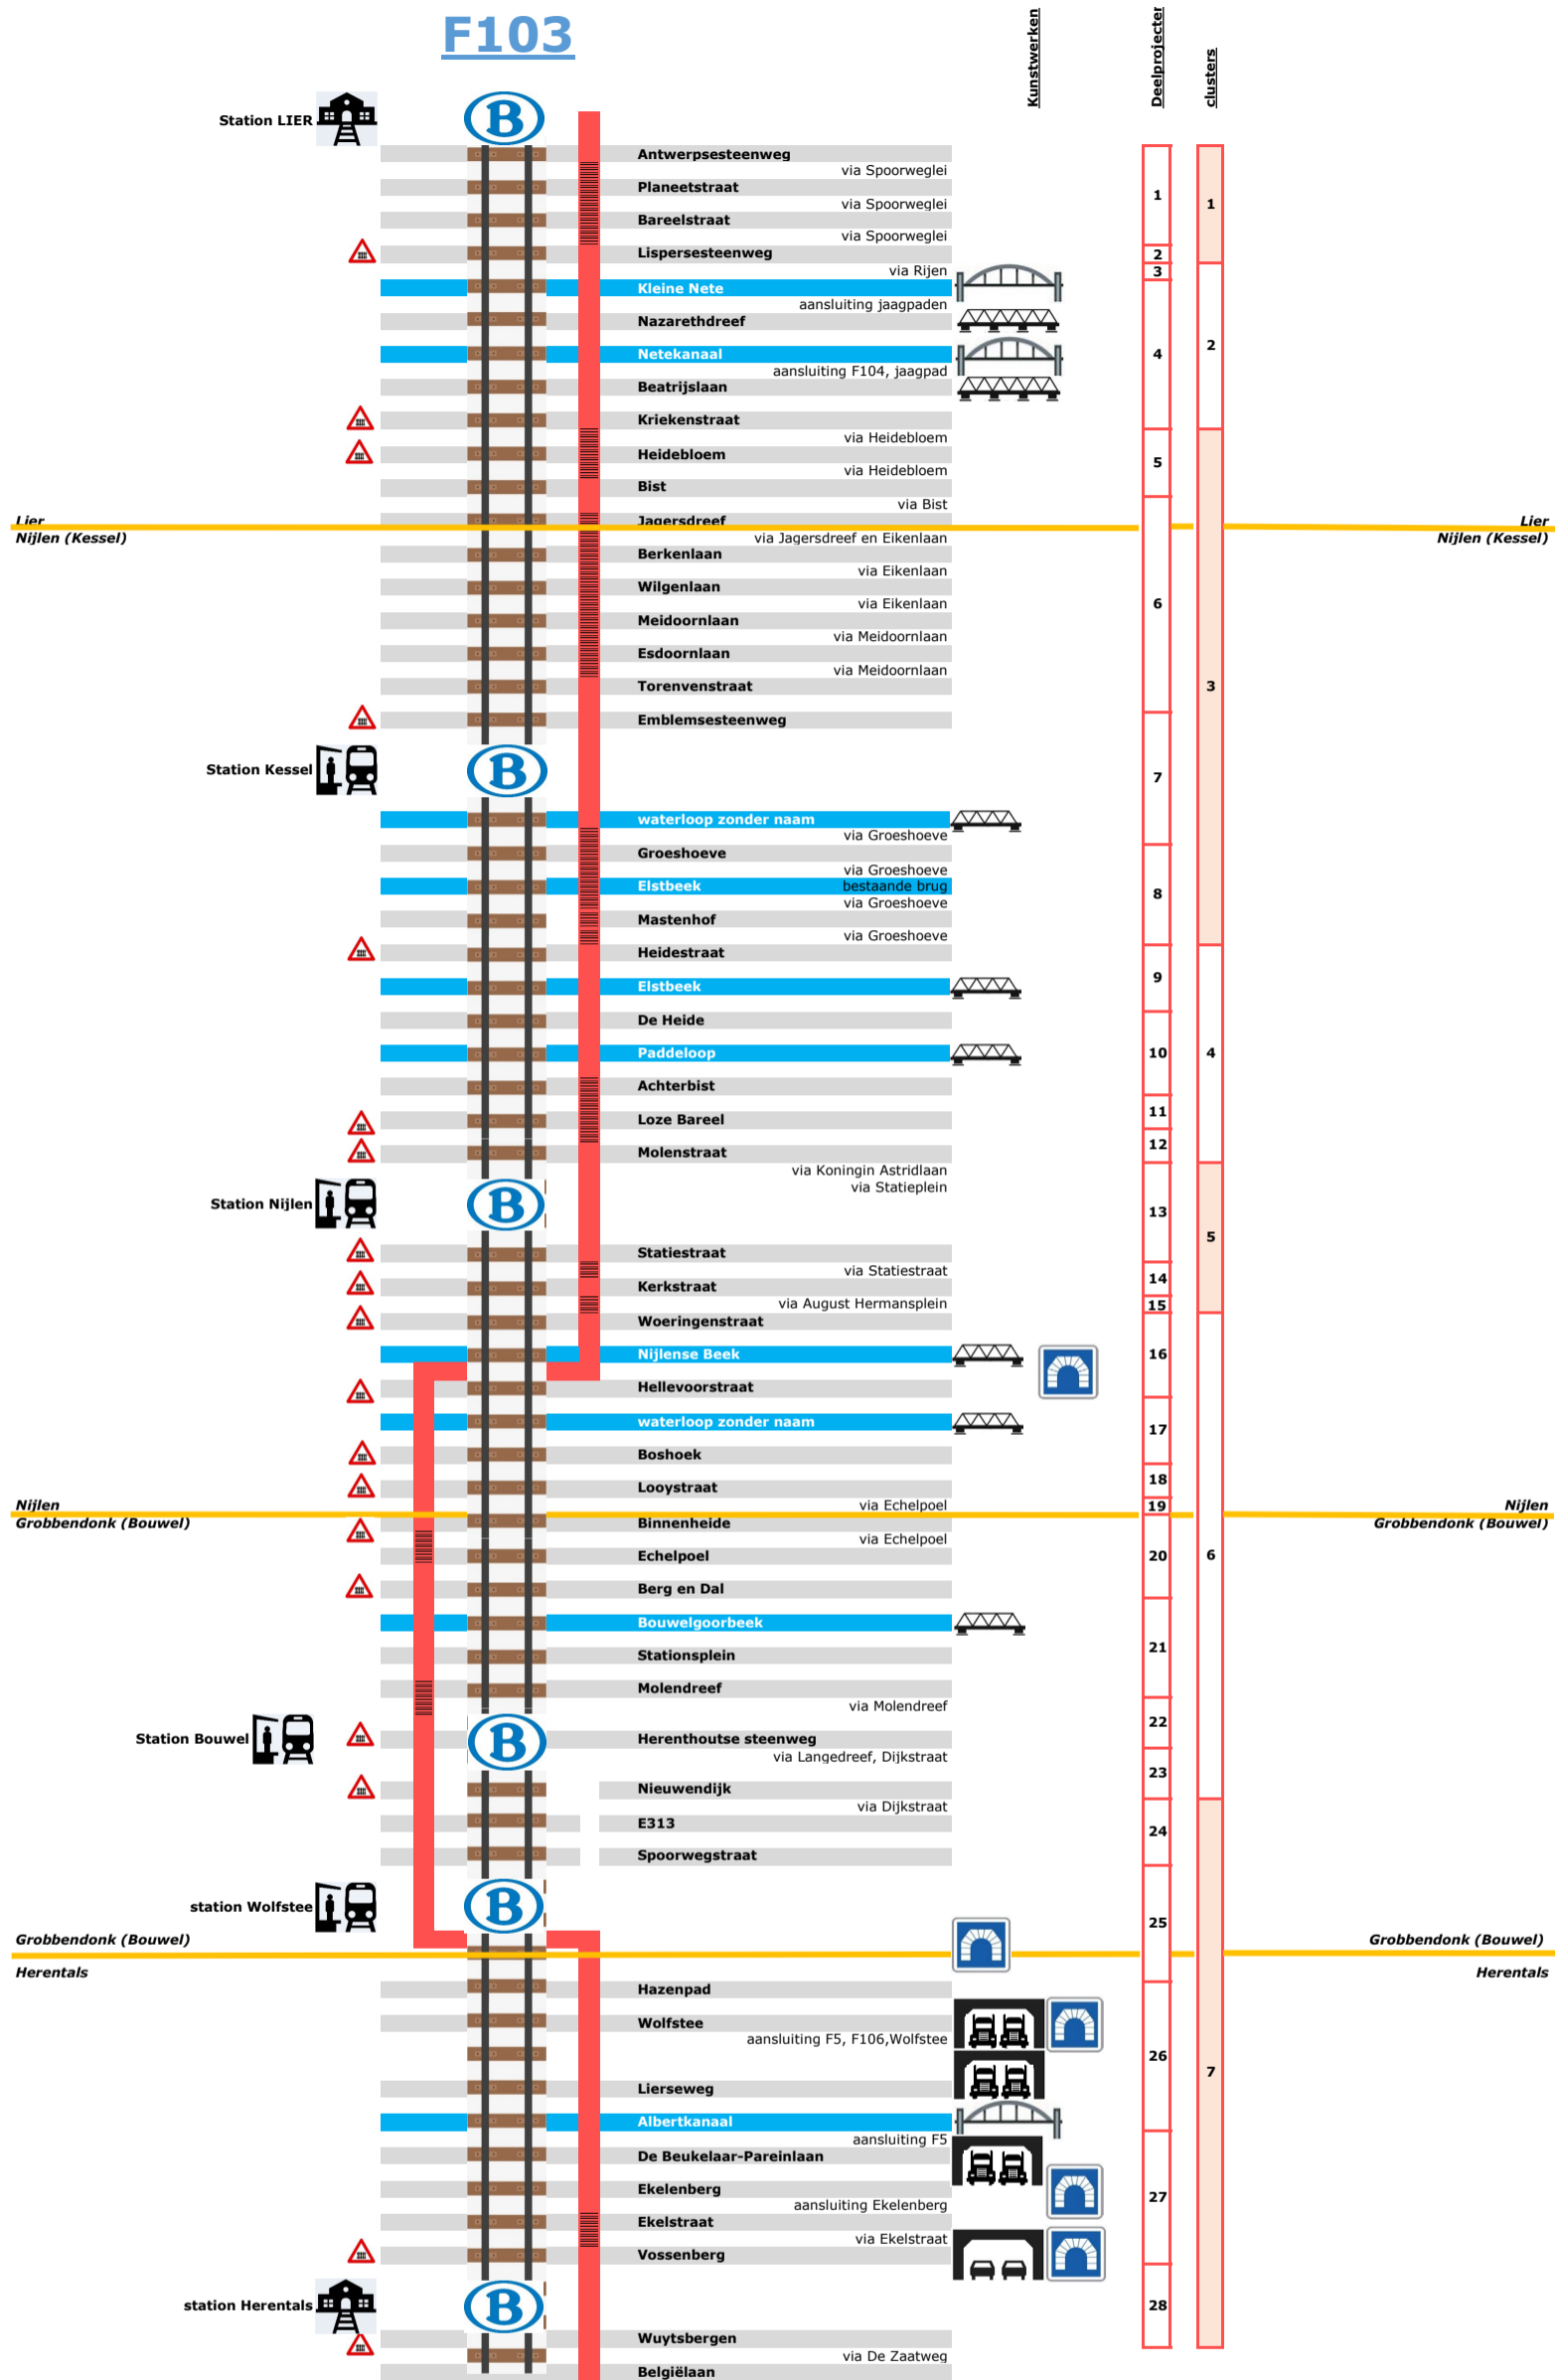 F103
Kunstwerken
Deelprojecter
clusters
Station LIER
B
Antwerpsesteenweg
via Spoorweglei
Planeetstraat
1
1
via Spoorweglei
Bareelstraat
via Spoorweglei
Lispersesteenweg
2
via Rijen
3
Kleine Nete
aansluiting jaagpaden
Nazarethdreef
2
Netekanaal
4
aansluiting F104, jaagpad
Beatrijslaan
Kriekenstraat
via Heidebloem
Heidebloem
5
via Heidebloem
Bist
via Bist
Lier
Jagersdreef
Lier
Nijlen (Kessel)
via Jagersdreef en Eikenlaan
Nijlen (Kessel)
Berkenlaan
via Eikenlaan
Wilgenlaan
via Eikenlaan
6
Meidoornlaan
via Meidoornlaan
Esdoornlaan
via Meidoornlaan
Torenvenstraat
3
Emblemsesteenweg
Station Kessel
B
7
waterloop zonder naam
via Groeshoeve
Groeshoeve
via Groeshoeve
Elstbeek
bestaande brug
8
via Groeshoeve
Mastenhof
via Groeshoeve
Heidestraat
9
Elstbeek
De Heide
Paddeloop
10
4
Achterbist
Loze Bareel
11
Molenstraat
12
via Koningin Astridlaan
via Statieplein
Station Nijlen
B
13
5
Statiestraat
via Statiestraat
14
Kerkstraat
via August Hermansplein
15
Woeringenstraat
Nijlense Beek
16
Hellevoorstraat
waterloop zonder naam
17
Boshoek
Looystraat
18
Nijlen
via Echelpoel
19
Nijlen
Grobbendonk (Bouwel)
Binnenheide
Grobbendonk (Bouwel)
via Echelpoel
Echelpoel
20
6
Berg en Dal
Bouwelgoorbeek
21
Stationsplein
Molendreef
via Molendreef
22
Station Bouwel
B
Herenthoutse steenweg
via Langedreef, Dijkstraat
23
Nieuwendijk
via Dijkstraat
E313
24
Spoorwegstraat
station Wolfstee
B
25
Grobbendonk (Bouwel)
Grobbendonk (Bouwel)
Herentals
Herentals
Hazenpad
Wolfstee
aansluiting F5, F106,Wolfstee
26
7
Lierseweg
Albertkanaal
aansluiting F5
De Beukelaar-Pareinlaan
Ekelenberg
27
aansluiting Ekelenberg
Ekelstraat
via Ekelstraat
Vossenberg
station Herentals
B
28
Wuytsbergen
via De Zaatweg
Belgiëlaan